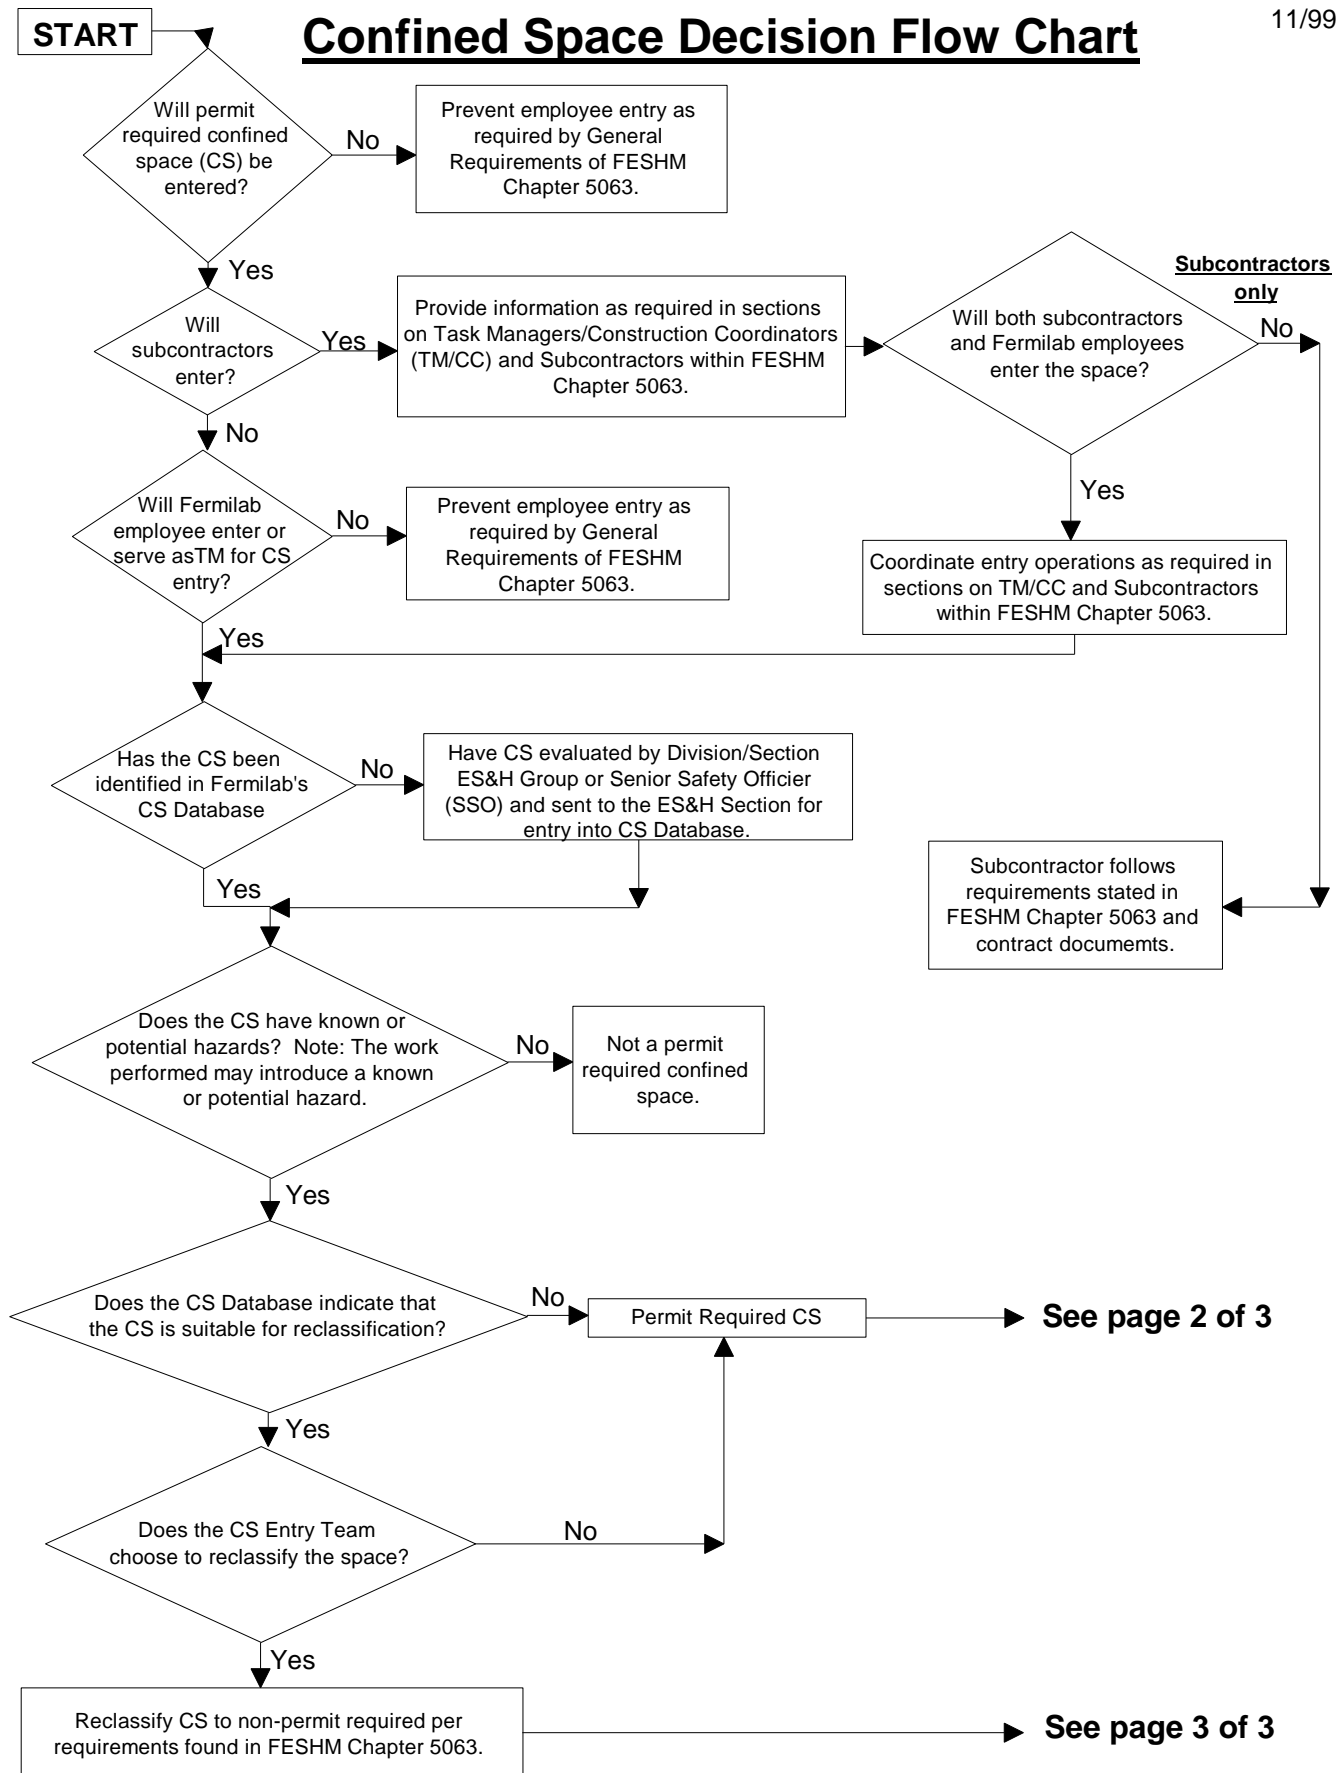 START
Confined Space Decision Flow Chart
11/99
Will permit
required confined
space (CS) be
entered?
No
Prevent employee entry as
required by General
Requirements of FESHM
Chapter 5063.
Yes
Will
subcontractors
enter?
Yes
Provide information as required in sections
on Task Managers/Construction Coordinators
(TM/CC) and Subcontractors within FESHM
Chapter 5063.
Will both subcontractors
and Fermilab employees
enter the space?
Subcontractors
only
No
No
Yes
Will Fermilab
employee enter or
serve asTM for CS
entry?
No
Prevent employee entry as
required by General
Requirements of FESHM
Chapter 5063.
Coordinate entry operations as required in
sections on TM/CC and Subcontractors
within FESHM Chapter 5063.
Yes
Has the CS been
identified in Fermilab's
CS Database
No
Have CS evaluated by Division/Section
ES&H Group or Senior Safety Officier
(SSO) and sent to the ES&H Section for
entry into CS Database.
Yes
Subcontractor follows
requirements stated in
FESHM Chapter 5063 and
contract documemts.
Does the CS have known or
potential hazards? Note: The work
performed may introduce a known
or potential hazard.
No
Not a permit
required confined
space.
Yes
Does the CS Database indicate that
the CS is suitable for reclassification?
No
Permit Required CS
See page 2 of 3
Yes
Does the CS Entry Team
choose to reclassify the space?
No
Yes
Reclassify CS to non-permit required per
requirements found in FESHM Chapter 5063.
See page 3 of 3